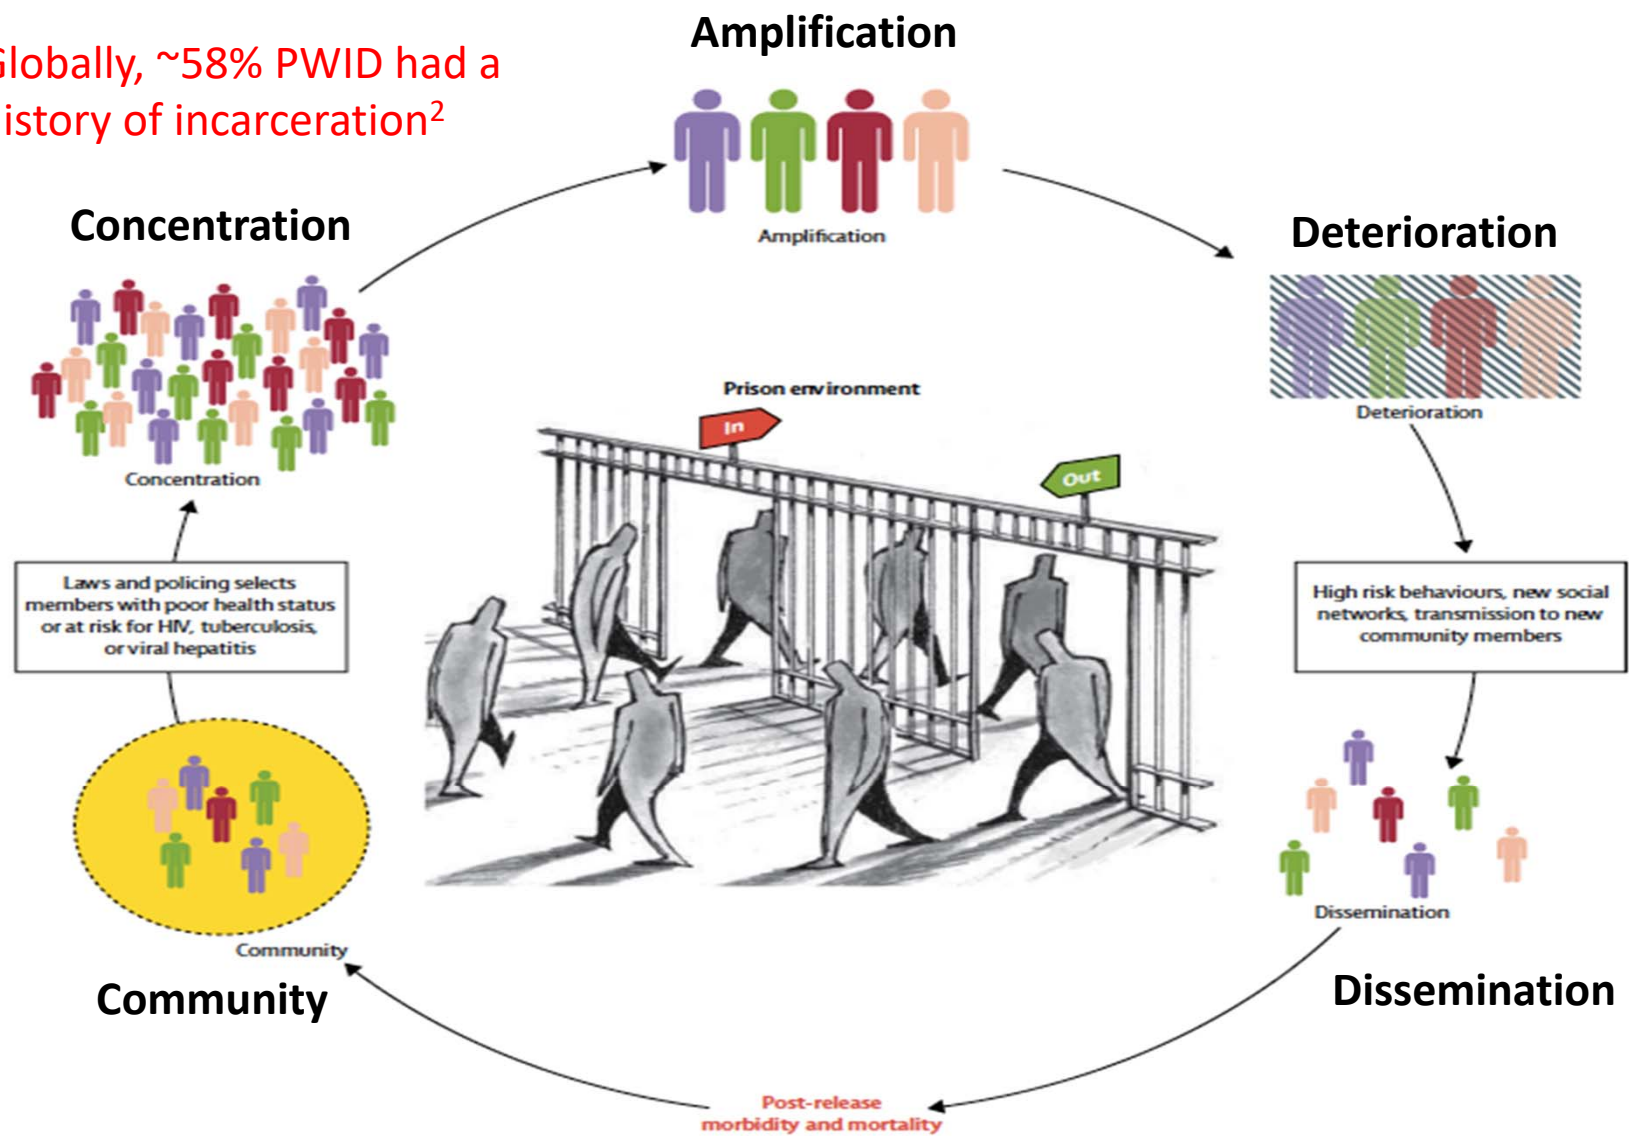 Amplification
Globally, ~58% PWID had a
istory of incarceration2
Amplification
Concentration
Deterioration
Concentration
Deterioration
Prison environment
In
Out
Laws and policing selects
members with poor health status
or at risk for HIV, tuberculosis,
or viral hepatitis
High risk behaviours, new social
networks, transmission to new
community members
Community
Community
Dissemination
Dissemination
Post-release
morbidity and mortality